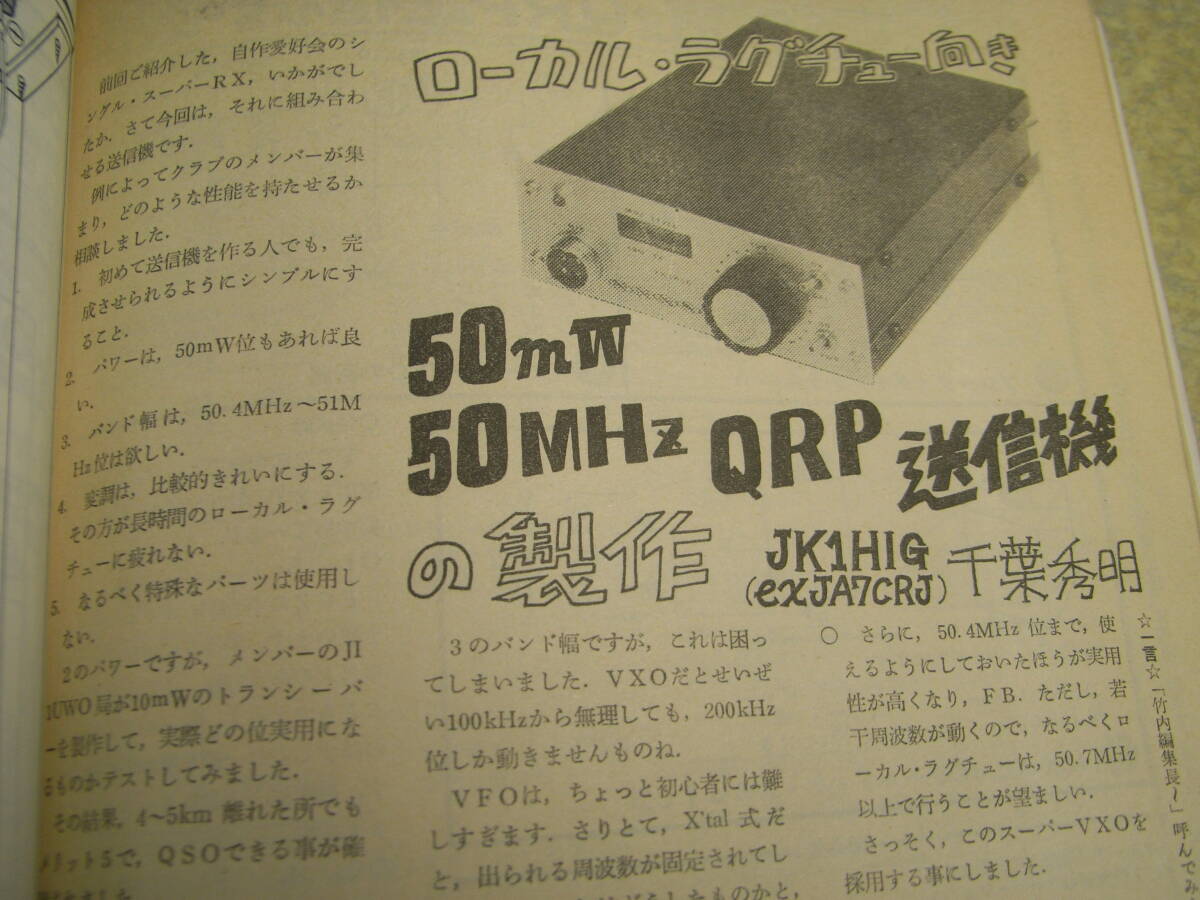 ローカル・ラグチュー向き
50mW
50MHz QRP 送信機
の製作
JK1HIG
(exJA7CRJ)
千葉秀明
前回ご紹介した，自作愛好会のシ
ングル・スーパーRX，いかがでし
たか．さて今回は，それに組み合わ
せる送信機です．
例によってクラブのメンバーが集
まり，どのような性能を持たせるか
相談しました．
1. 初めて送信機を作る人でも，完
成させられるようにシンプルにす
ること．
2. パワーは，50mW位もあれば良
い．
3. バンド幅は，50.4MHz～51M
Hz位は欲しい．
4. 変調は，比較的きれいにする．
その方が長時間のローカル・ラグ
チューに疲れない．
5. なるべく特殊なパーツは使用し
ない．
2のパワーですが，メンバーのJI
1UWO局が10mWのトランシーバ
ーを製作して，実際どの位実用にな
るものかテストしてみました．
その結果，4～5km 離れた所でも
メリット5で，QSOできる事が確
3のバンド幅ですが，これは困っ
てしまいました．VXOだとせいぜ
い100kHzから無理しても，200kHz
位しか動きませんものね．
VFOは，ちょっと初心者には難
しすぎます．さりとて，X'tal 式だ
と，出られる周波数が固定されてし
○ さらに，50.4MHz 位まで，使
えるようにしておいたほうが実用
性が高くなり，FB．ただし，若
干周波数が動くので，なるべくロ
ーカル・ラグチューは，50.7MHz
以上で行うことが望ましい．
さっそく，このスーパーVXOを
採用する事にしました．
☆一言☆「竹内編集長〜」呼んでみ